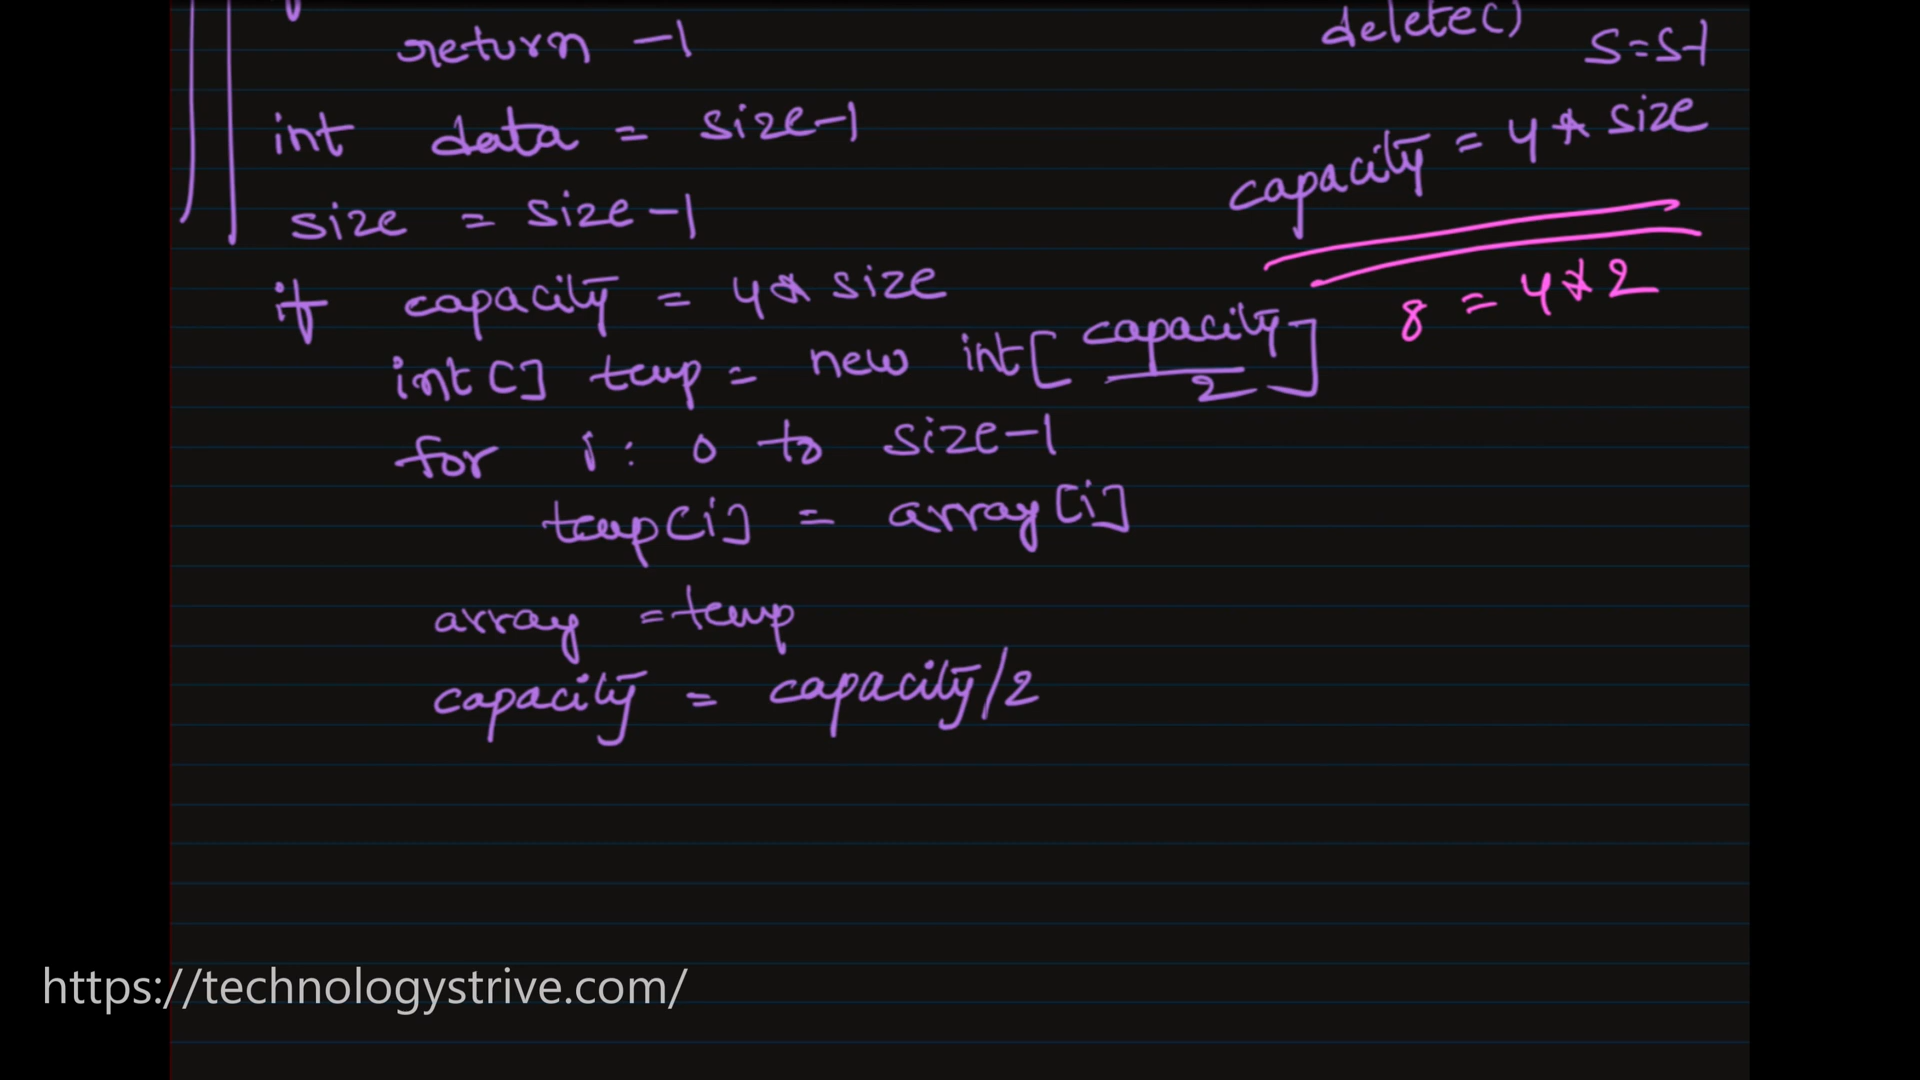 return -1
delete()
S=S-1
int data = size-1
capacity = 4 * size
size = size-1
8 = 4*2
if capacity = 4* size
int[] temp = new int[capacity/2]
for i: 0 to size-1
temp[i] = array[i]
array = temp
capacity = capacity/2
https://technologystrive.com/